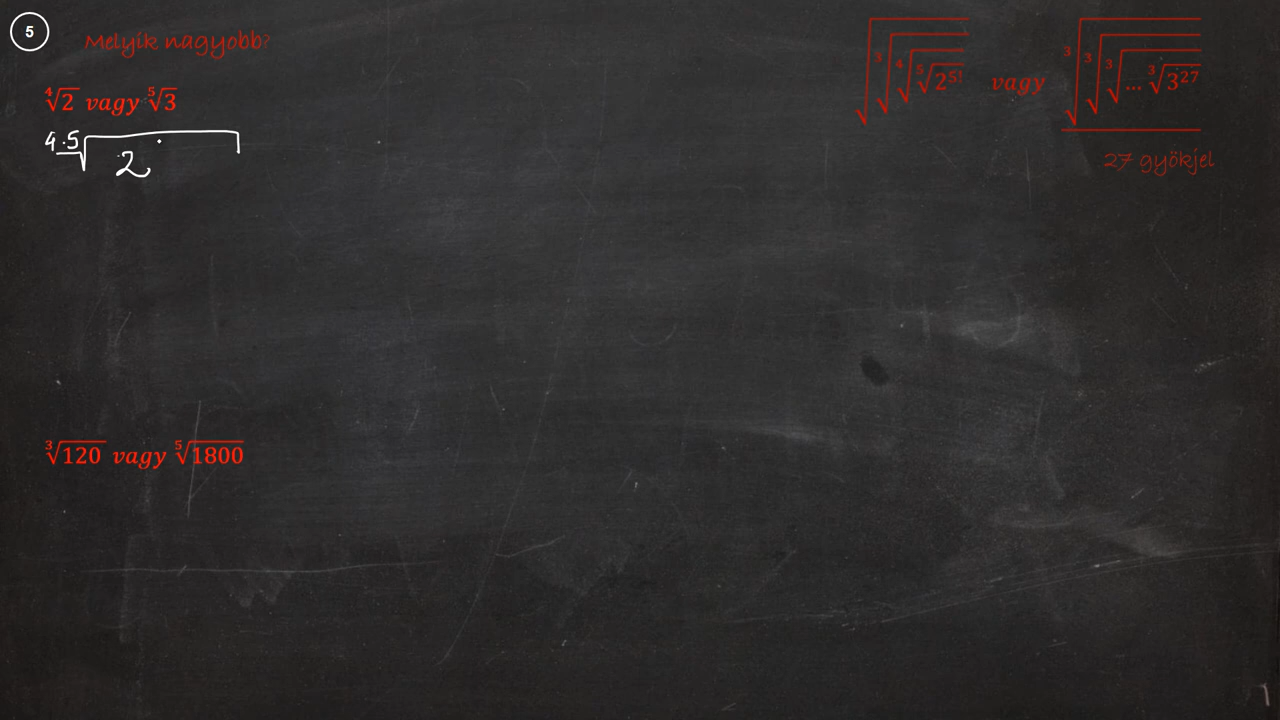 5
Melyik nagyobb?
⁴√2 vagy ⁵√3
⁴·⁵√2
³√120 vagy ⁵√1800
√³√⁴√⁵√2⁵! vagy ³√³√³√... ³√3²⁷
27 gyökjel